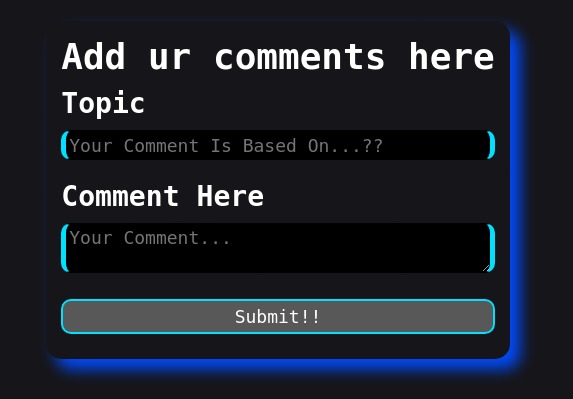 Add ur comments here
Topic
Your Comment Is Based On...??
Comment Here
Your Comment...
Submit!!